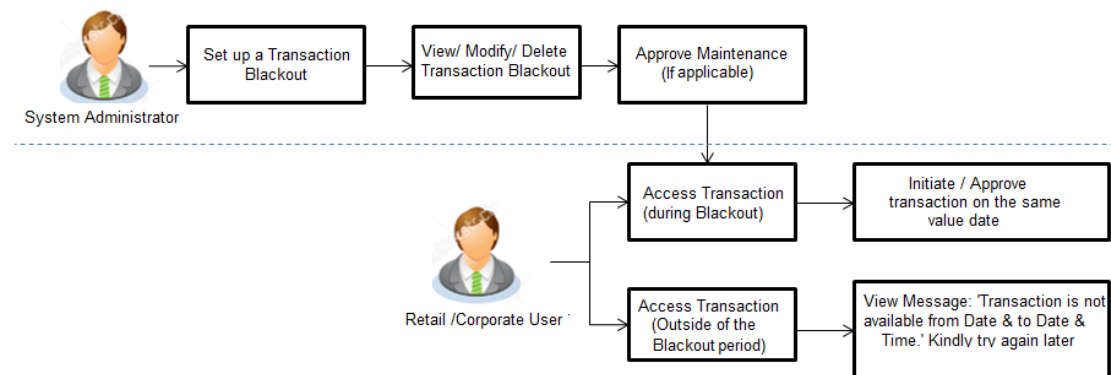 Set up a Transaction
Blackout
View/ Modify/ Delete
Transaction Blackout
Approve Maintenance
(If applicable)
System Administrator
Access Transaction
(during Blackout)
Initiate / Approve
transaction on the same
value date
Retail /Corporate User
Access Transaction
(Outside of the
Blackout period)
View Message: 'Transaction is not
available from Date & to Date &
Time.' Kindly try again later